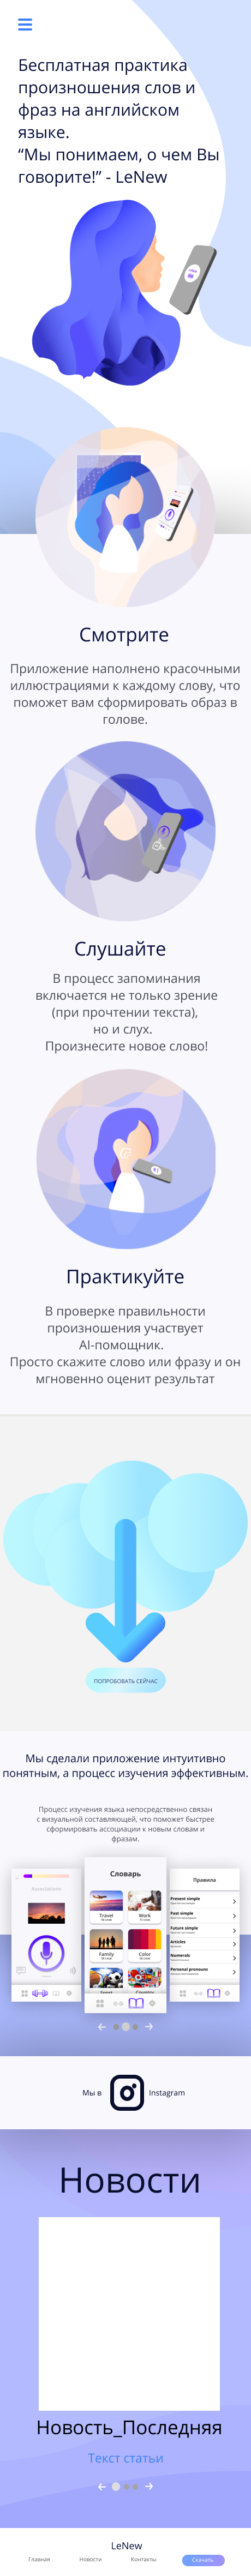 Бесплатная практика
произношения слов и
фраз на английском
языке.
“Мы понимаем, о чем Вы
говорите!” - LeNew
Смотрите
Приложение наполнено красочными
иллюстрациями к каждому слову, что
поможет вам сформировать образ в
голове.
Слушайте
В процесс запоминания
включается не только зрение
(при прочтении текста),
но и слух.
Произнесите новое слово!
Практикуйте
В проверке правильности
произношения участвует
AI-помощник.
Просто скажите слово или фразу и он
мгновенно оценит результат
ПОПРОБОВАТЬ СЕЙЧАС
Мы сделали приложение интуитивно
понятным, а процесс изучения эффективным.
Процесс изучения языка непосредственно связан
с визуальной составляющей, что поможет быстрее
сформировать ассоциации к новым словам и
фразам.
Словарь
Travel
Work
Family
Color
Правила
Present simple
Past simple
Future simple
Articles
Numerals
Personal pronouns
Мы в
Instagram
Новости
Новость_Последняя
Текст статьи
LeNew
Главная
Новости
Контакты
Скачать